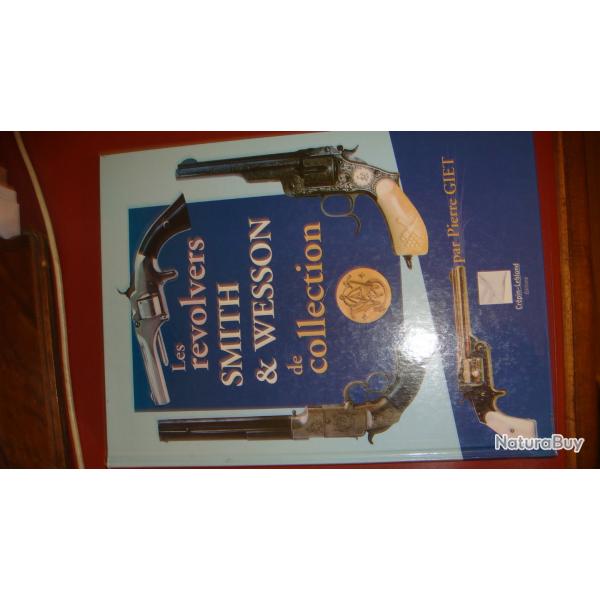 Les
revolvers
SMITH
& WESSON
de
collection
par Pierre GIET
Crépin-Leblond
NaturaBuy